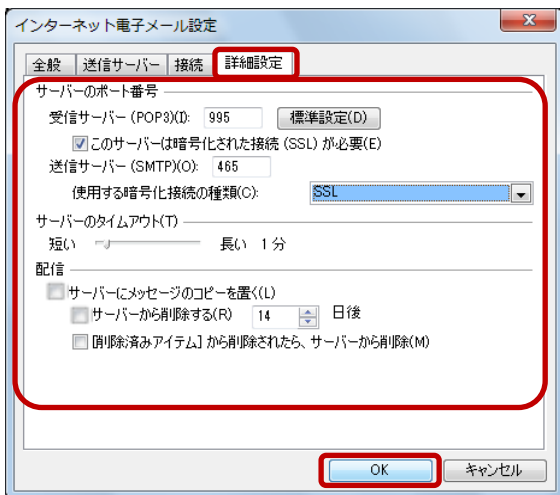 インターネット電子メール設定
全般 送信サーバー 接続 詳細設定
サーバーのポート番号
受信サーバー (POP3)(I): 995 標準設定(D)
このサーバーは暗号化された接続 (SSL) が必要(E)
送信サーバー (SMTP)(O): 465
使用する暗号化接続の種類(C): SSL
サーバーのタイムアウト(T)
短い 長い 1 分
配信
サーバーにメッセージのコピーを置く(L)
サーバーから削除する(R) 14 日後
[削除済みアイテム] から削除されたら、サーバーから削除(M)
OK キャンセル